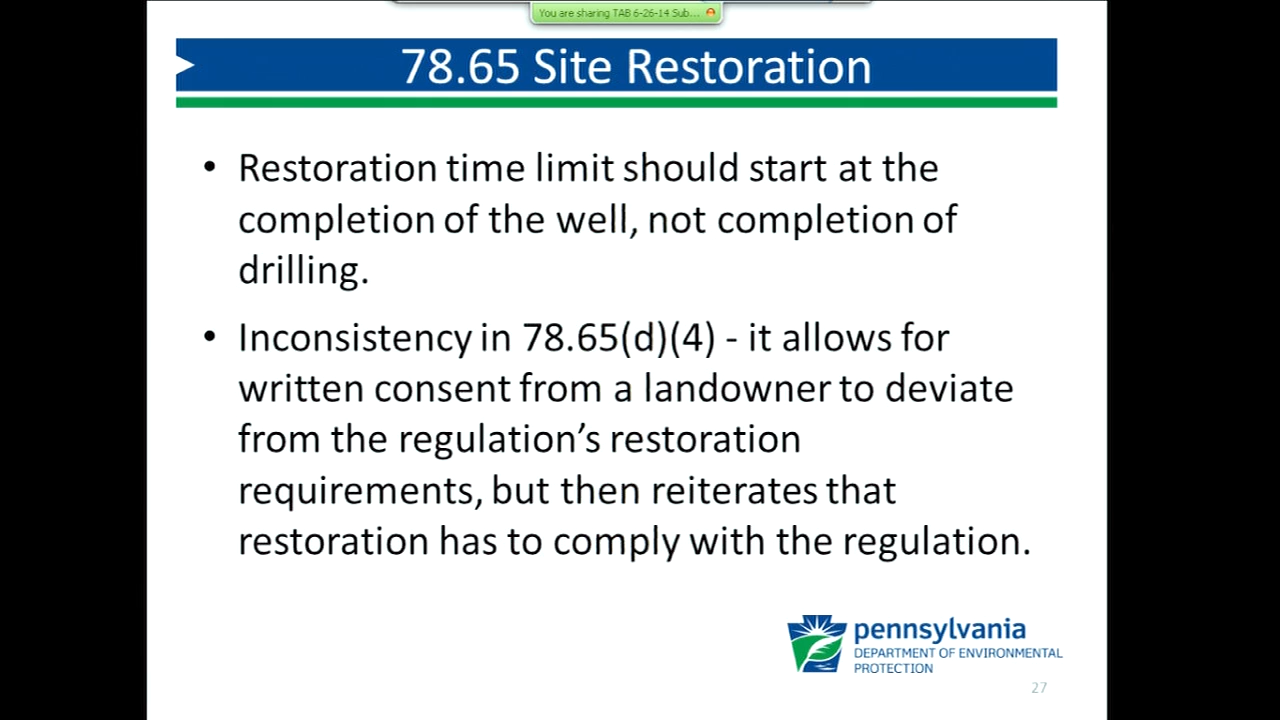 You are sharing TAB 6-26-14 Sub...
78.65 Site Restoration
• Restoration time limit should start at the
completion of the well, not completion of
drilling.
• Inconsistency in 78.65(d)(4) - it allows for
written consent from a landowner to deviate
from the regulation’s restoration
requirements, but then reiterates that
restoration has to comply with the regulation.
pennsylvania
DEPARTMENT OF ENVIRONMENTAL
PROTECTION
27